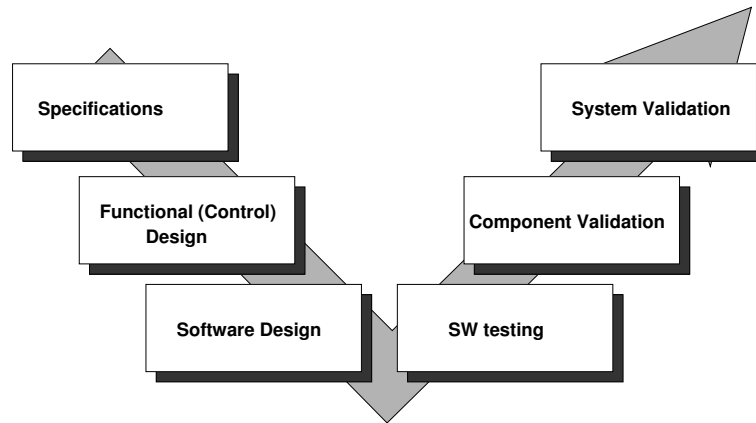 Specifications
System Validation
Functional (Control)
Design
Component Validation
Software Design
SW testing